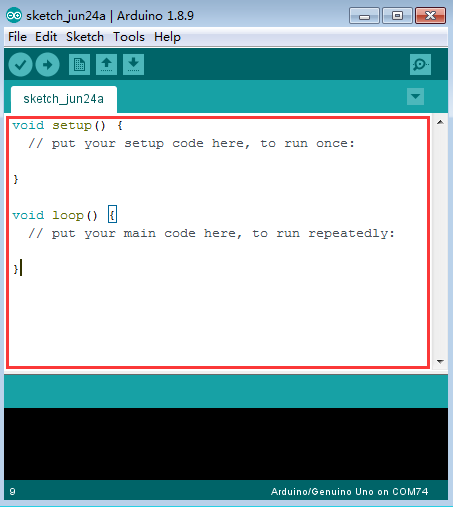 sketch_jun24a | Arduino 1.8.9
File Edit Sketch Tools Help
sketch_jun24a
void setup() {
  // put your setup code here, to run once:
}
void loop() {
  // put your main code here, to run repeatedly:
}
9 Arduino/Genuino Uno on COM74